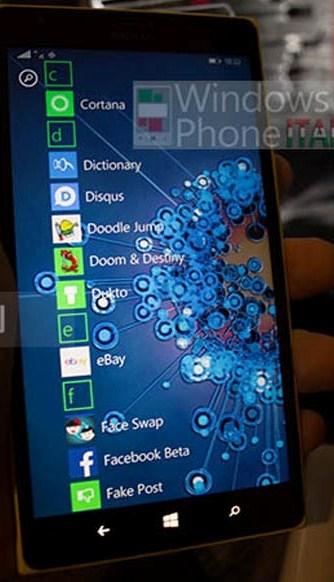 c
Cortana
Windows
Phone ITA
d
Dictionary
Disqus
Doodle Jump
Doom & Destiny
Dukto
e
ebay
eBay
f
Face Swap
Facebook Beta
Fake Post